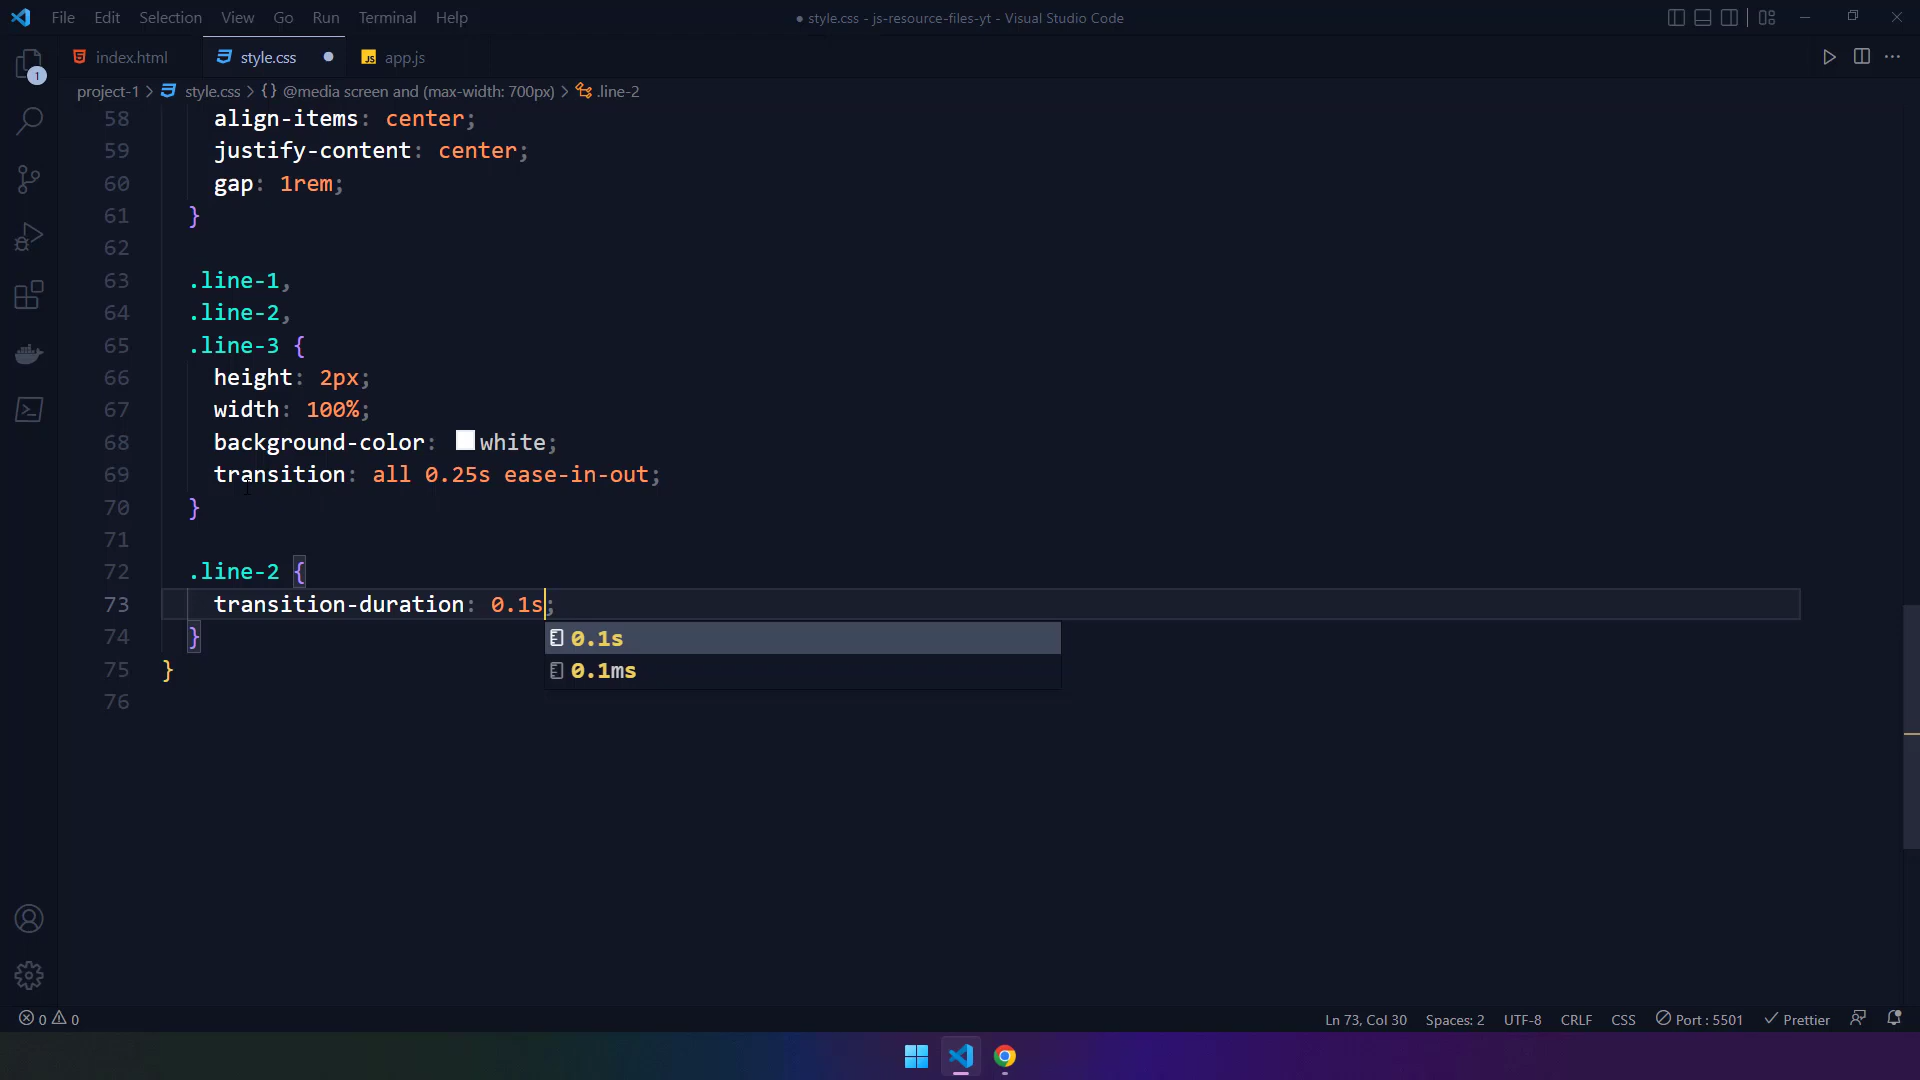 File Edit Selection View Go Run Terminal Help
● style.css - js-resource-files-yt - Visual Studio Code
1
index.html
style.css
JS app.js
project-1 > style.css > {} @media screen and (max-width: 700px) > .line-2
58 align-items: center;
59 justify-content: center;
60 gap: 1rem;
61 }
62
63 .line-1,
64 .line-2,
65 .line-3 {
66 height: 2px;
67 width: 100%;
68 background-color: white;
69 transition: all 0.25s ease-in-out;
70 }
71
72 .line-2 {
73 transition-duration: 0.1s;
74 }
0.1s
75 }
0.1ms
76
0 0
Ln 73, Col 30 Spaces: 2 UTF-8 CRLF CSS Port : 5501 Prettier